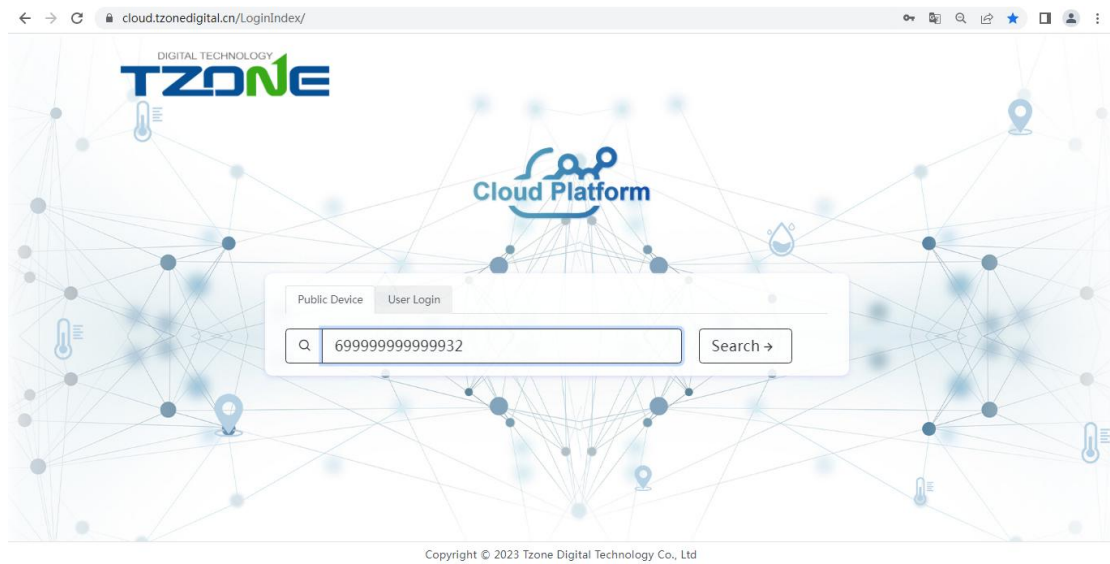 cloud.tzonedigital.cn/LoginIndex/
DIGITAL TECHNOLOGY
TZONE
Cloud Platform
Public Device User Login
699999999999932 Search →
Copyright © 2023 Tzone Digital Technology Co., Ltd